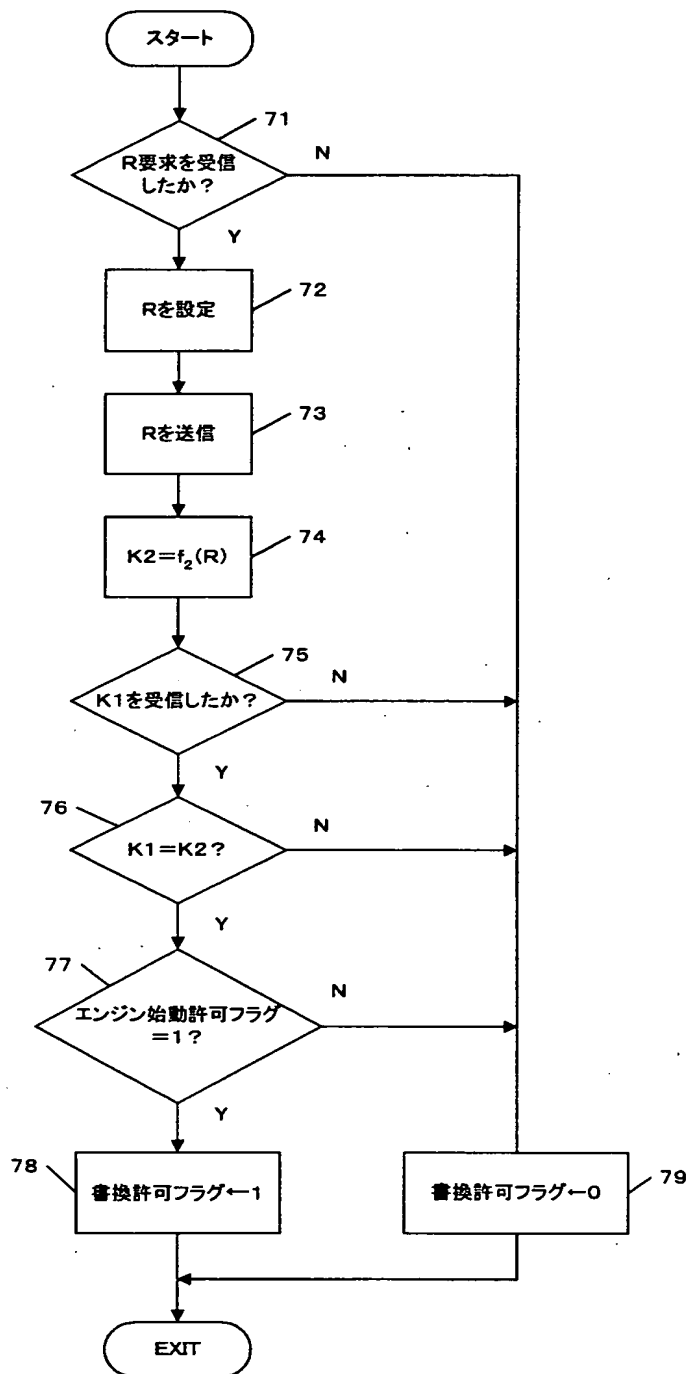 スタート
71
R要求を受信
したか?
N
Y
72
Rを設定
73
Rを送信
74
K2=f₂(R)
75
K1を受信したか?
N
Y
76
K1=K2?
N
Y
77
エンジン始動許可フラグ
=1?
N
Y
78
書換許可フラグ←1
書換許可フラグ←0
79
EXIT